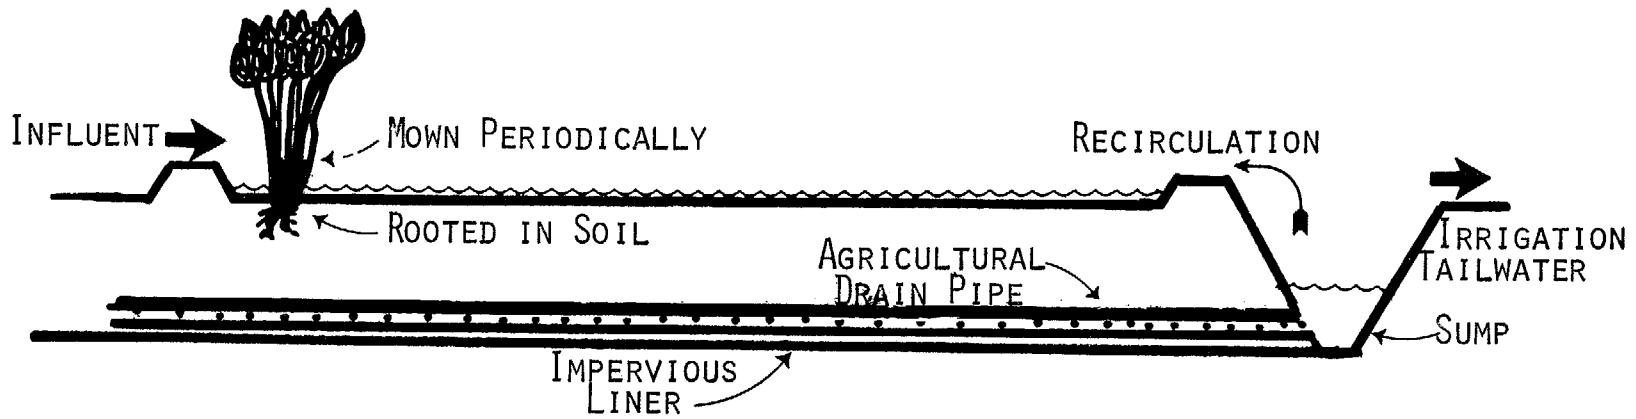 INFLUENT
MOWN PERIODICALLY
RECIRCULATION
ROOTED IN SOIL
AGRICULTURAL
DRAIN PIPE
IRRIGATION
TAILWATER
SUMP
IMPERVIOUS
LINER